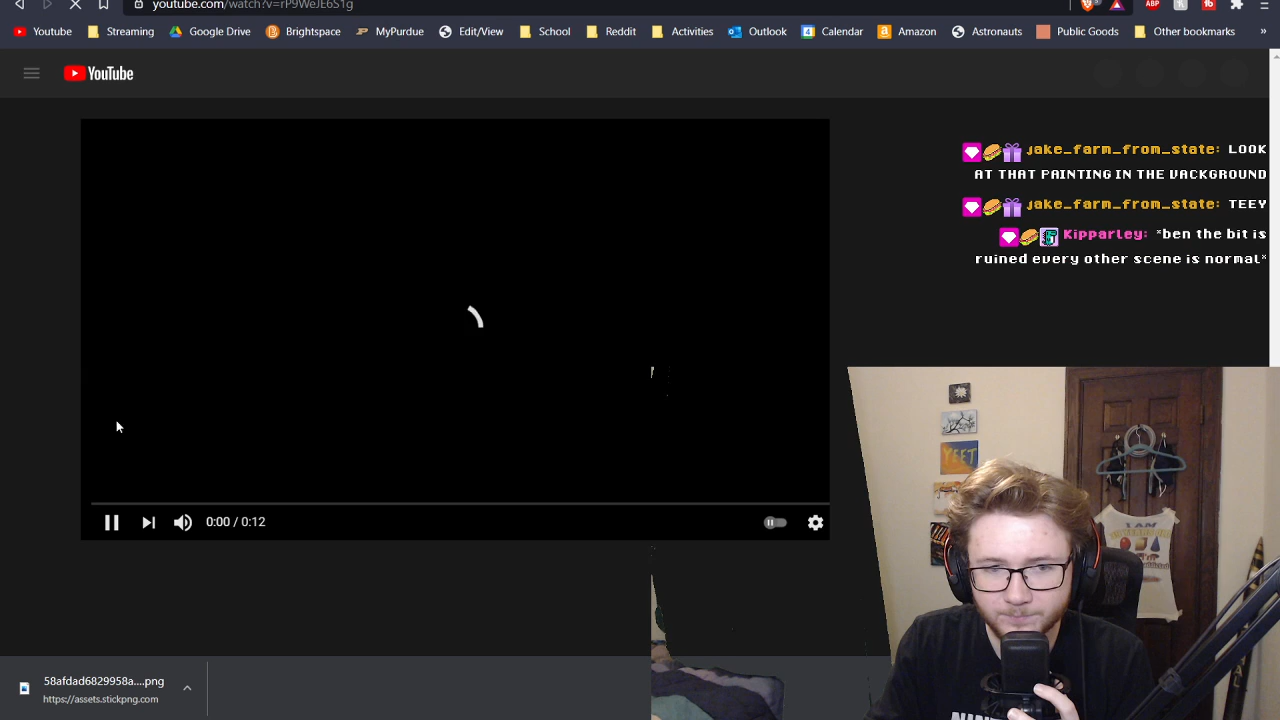 youtube.com/watch?v=rP9WeJE6S1g
ABP
Youtube Streaming Google Drive Brightspace MyPurdue Edit/View School Reddit Activities Outlook Calendar Amazon Astronauts Public Goods Other bookmarks »
YouTube
jake_farm_from_state: LOOK
AT THAT PAINTING IN THE VACKGROUND
jake_farm_from_state: TEEY
Kipparley: *ben the bit is
ruined every other scene is normal*
YEET
I AM
0:00 / 0:12
58afdad6829958a....png
https://assets.stickpng.com